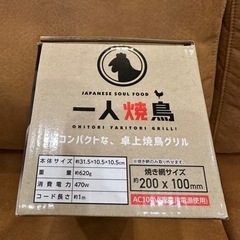 JAPANESE SOUL FOOD
一人焼鳥
OHITORI YAKITORI GRILL!
コンパクトな、卓上焼鳥グリル
本体サイズ 約31.5×10.5×10.5cm
重量 約620g
消費電力 470w
コード長さ 約1m
焼き網サイズ
約200×100mm
AC100V